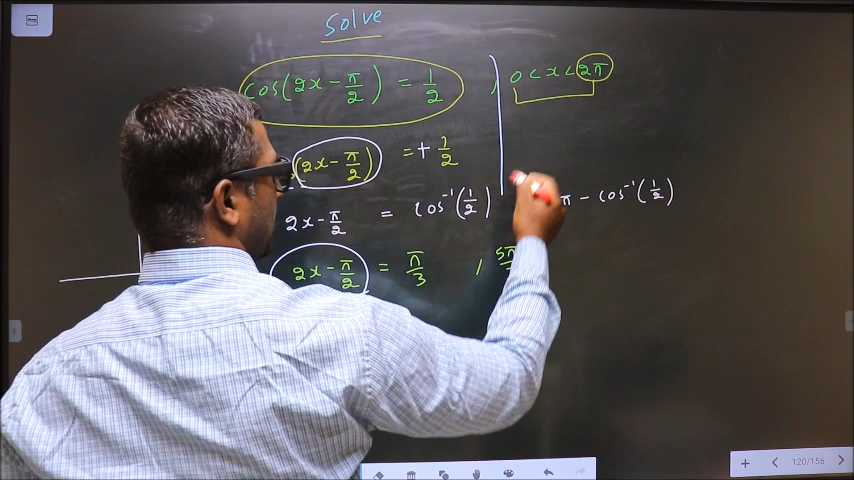 Solve
cos(2x - π/2) = 1/2 , 0 < x < 2π
(2x - π/2) = + 1/2
2x - π/2 = cos⁻¹(1/2) π - cos⁻¹(1/2)
2x - π/2 = π/3 , 5π
120/156